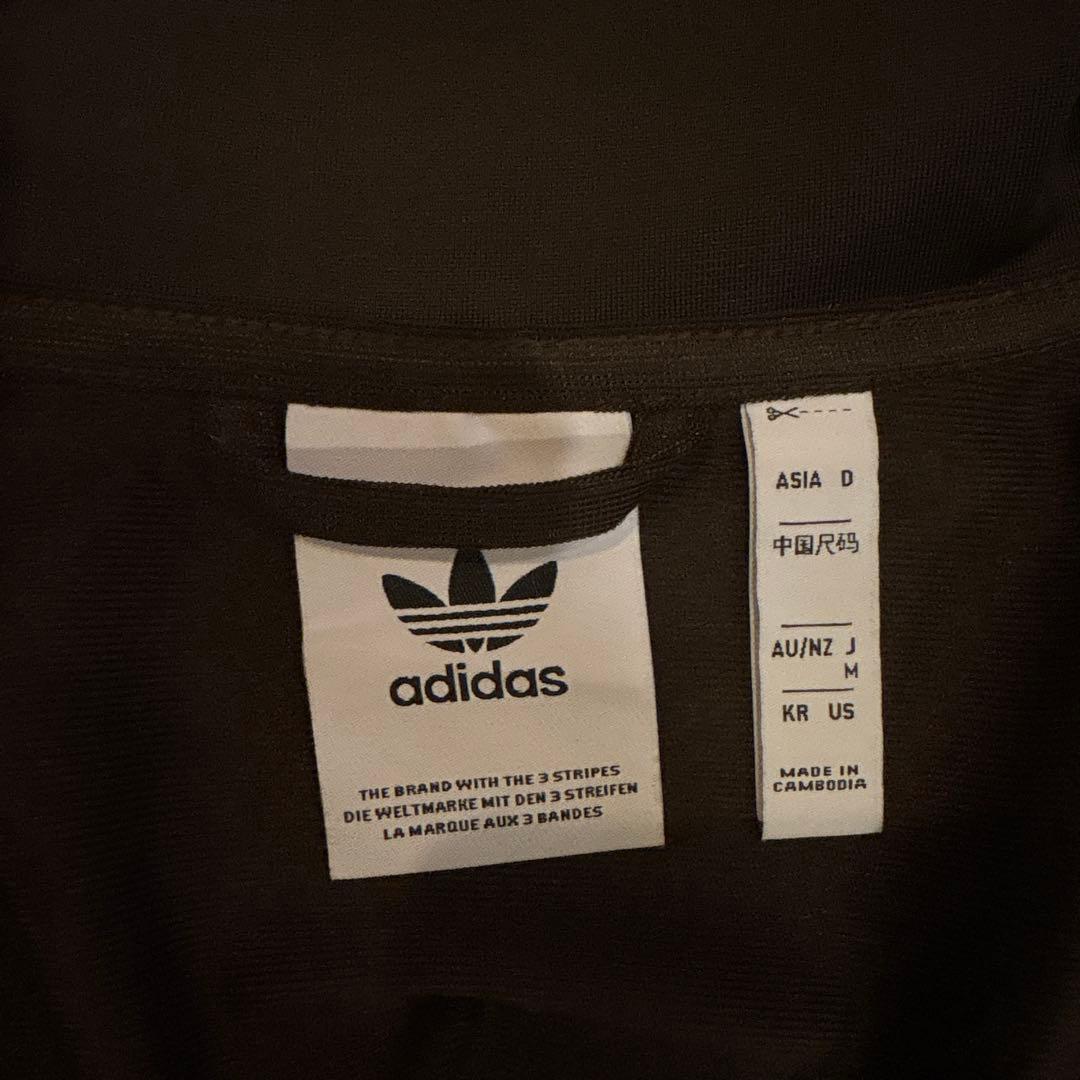 adidas
THE BRAND WITH THE 3 STRIPES
DIE WELTMARKE MIT DEN 3 STREIFEN
LA MARQUE AUX 3 BANDES
ASIA D
中国尺码
AU/NZ J
M
KR US
MADE IN
CAMBODIA